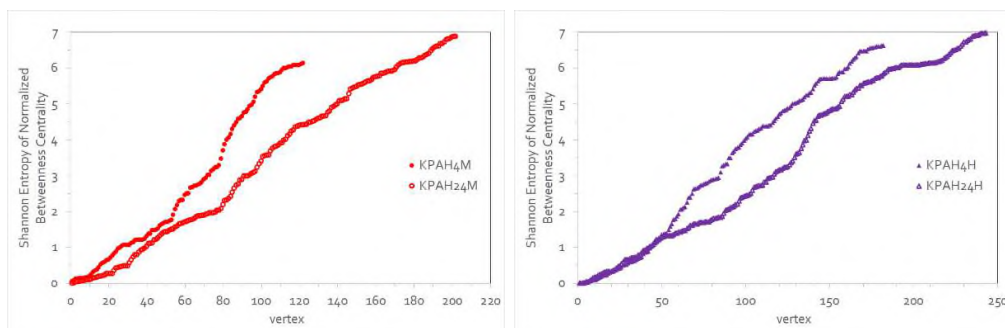 Shannon Entropy of Normalized
Betweenness Centrality
7
6
5
4
3
2
1
0
0 20 40 60 80 100 120 140 160 180 200 220
vertex
KPAH4M
KPAH24M
Shannon Entropy of Normalized
Betweenness Centrality
7
6
5
4
3
2
1
0
0 50 100 150 200 250
vertex
KPAH4H
KPAH24H